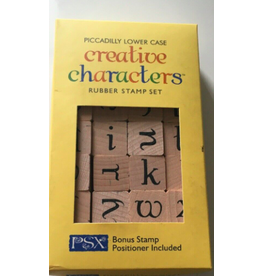 PICCADILLY LOWER CASE
creative
characters
RUBBER STAMP SET
i
r k
z w
PSX
Bonus Stamp
Positioner Included